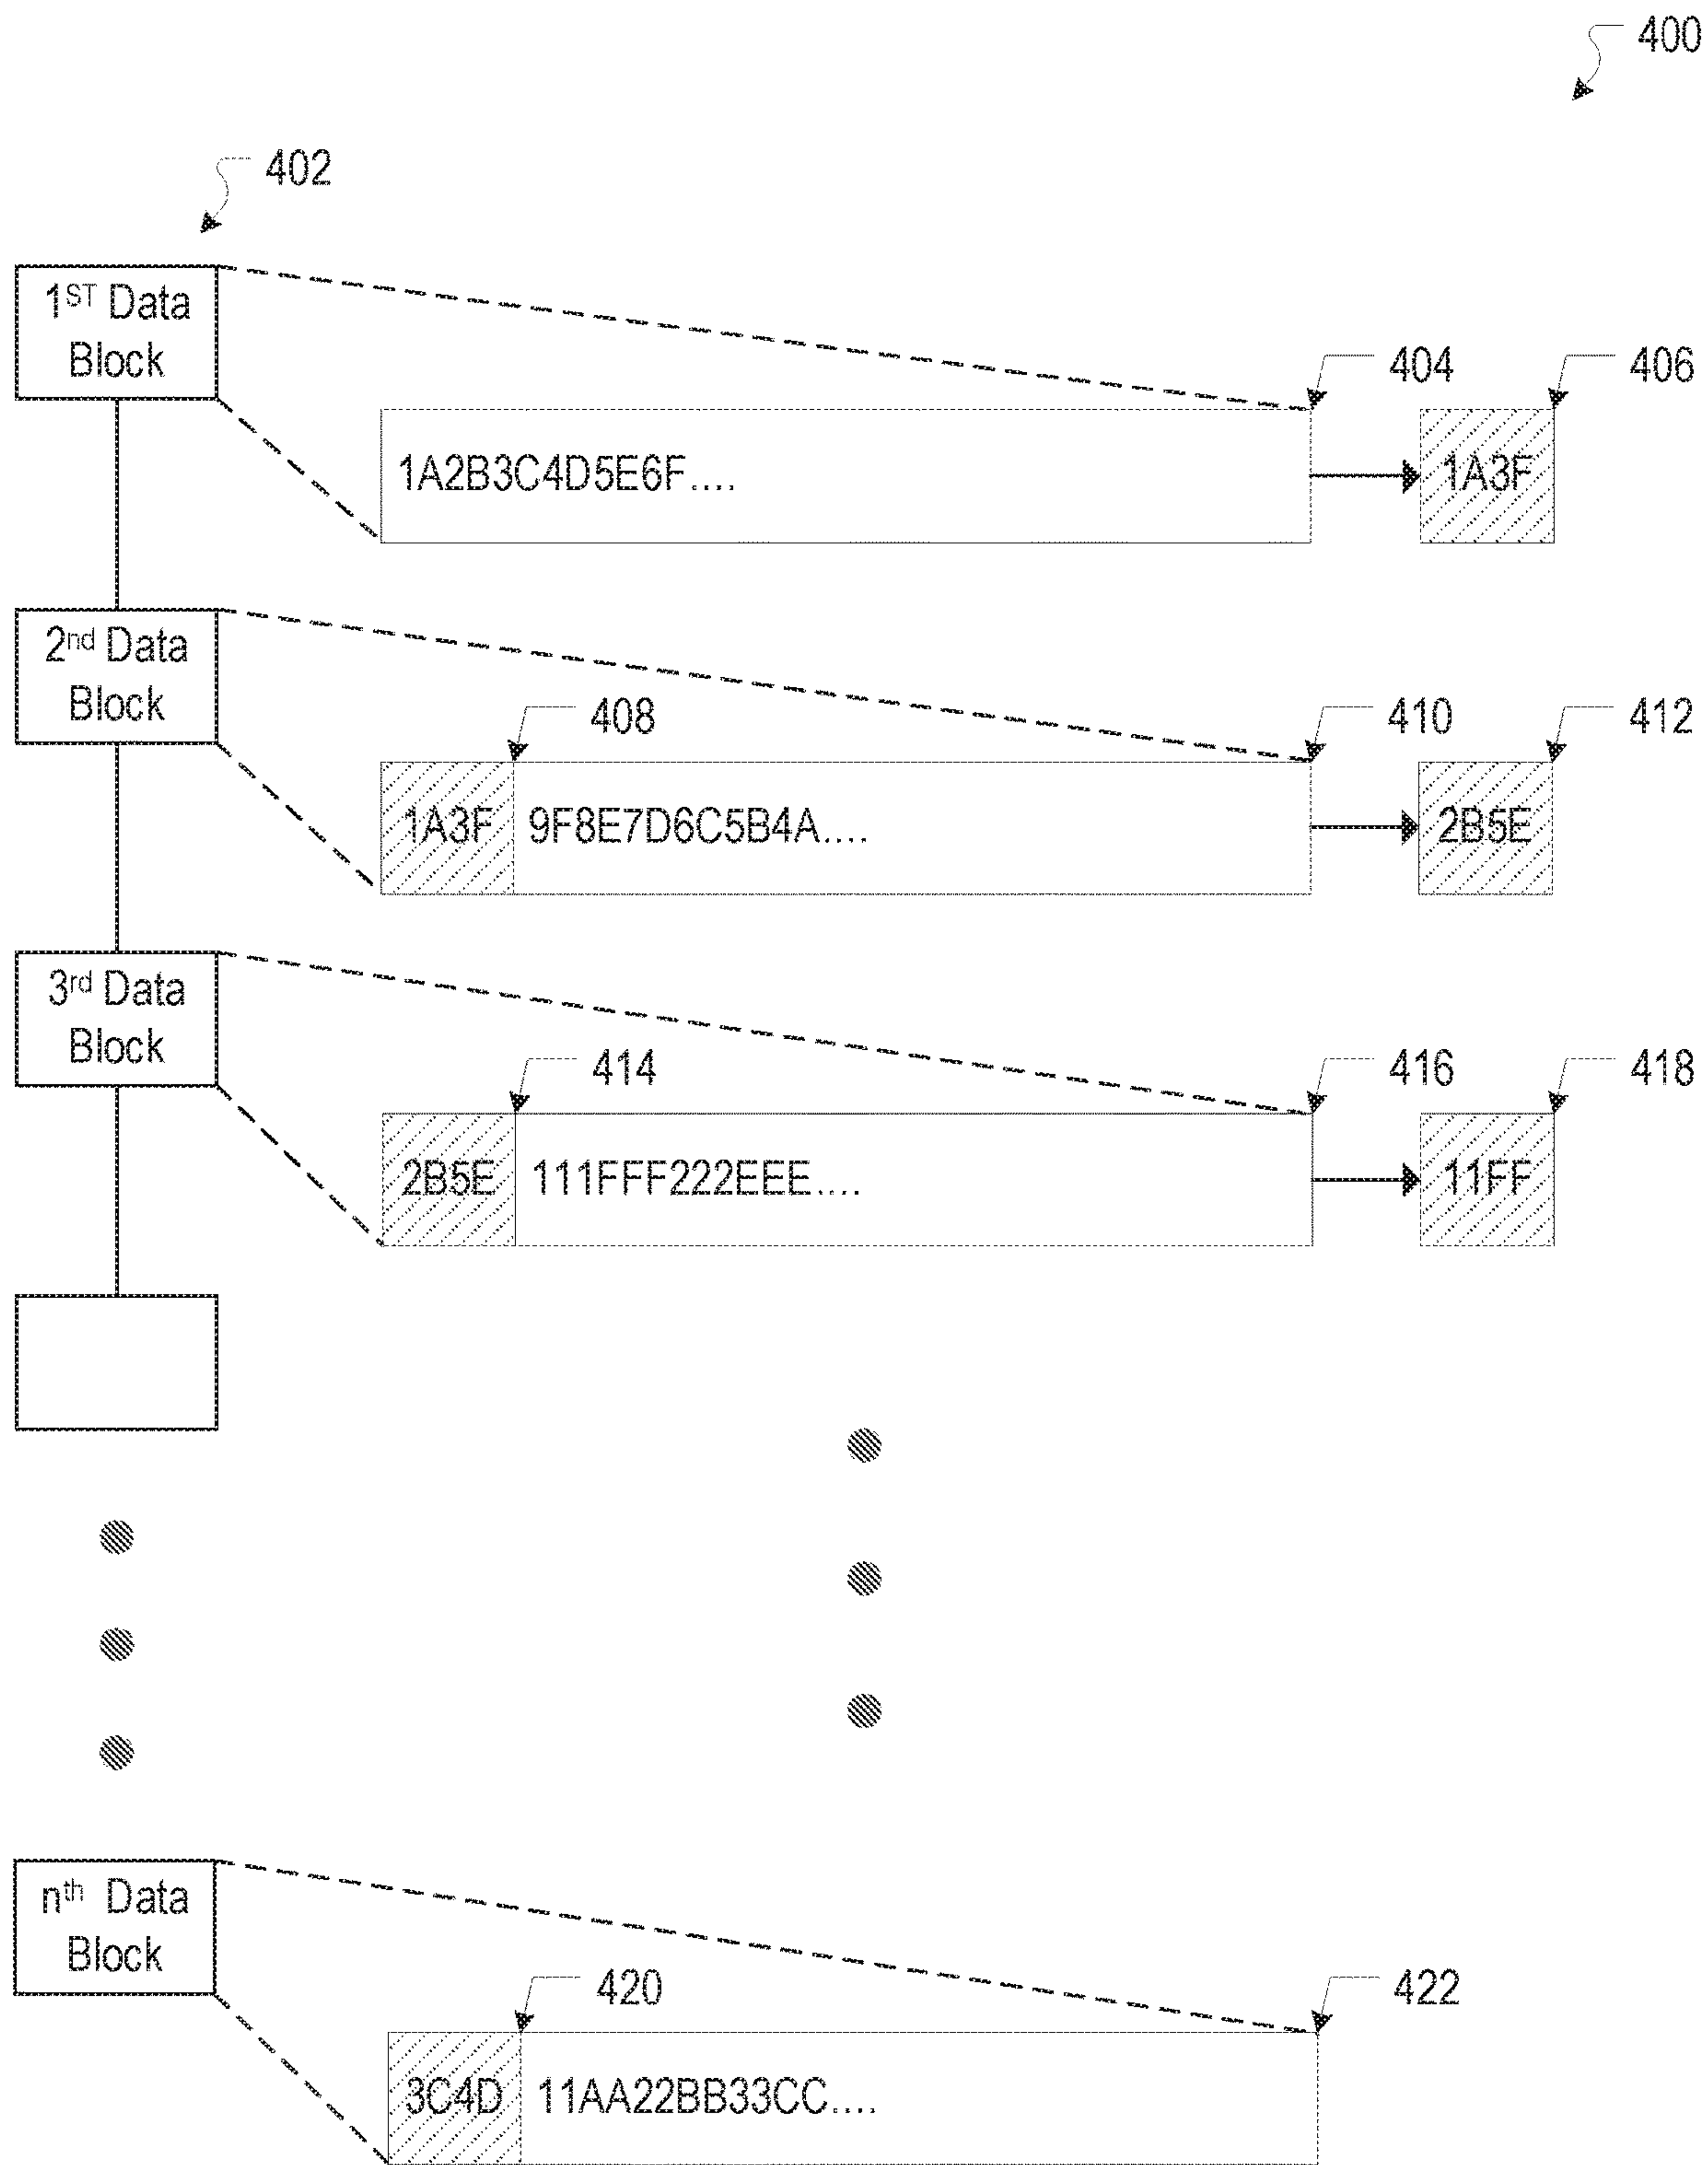 400
402
1ST Data
Block
404
406
1A2B3C4D5E6F....
1A3F
2nd Data
Block
408
410
412
1A3F
9F8E7D6C5B4A....
2B5E
3rd Data
Block
414
416
418
2B5E
111FFF222EEE....
11FF
nth Data
Block
420
422
3C4D
11AA22BB33CC....